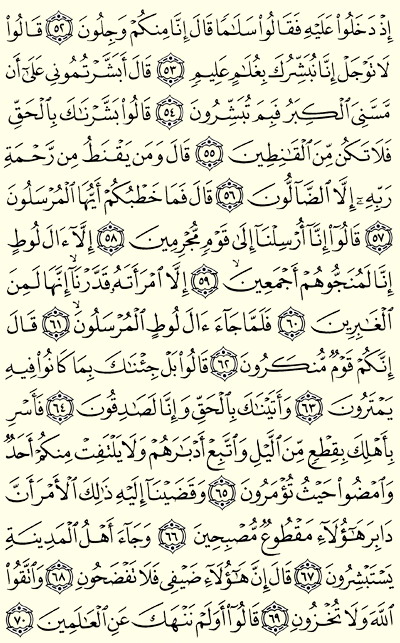 إِذْ دَخَلُوا۟ عَلَيْهِ فَقَالُوا۟ سَلَـٰمًا قَالَ إِنَّا مِنكُمْ وَجِلُونَ ٥٢ قَالُوا۟
لَا تَوْجَلْ إِنَّا نُبَشِّرُكَ بِغُلَـٰمٍ عَلِيمٍ ٥٣ قَالَ أَبَشَّرْتُمُونِى عَلَىٰٓ أَن
مَّسَّنِىَ ٱلْكِبَرُ فَبِمَ تُبَشِّرُونَ ٥٤ قَالُوا۟ بَشَّرْنَـٰكَ بِٱلْحَقِّ
فَلَا تَكُن مِّنَ ٱلْقَـٰنِطِينَ ٥٥ قَالَ وَمَن يَقْنَطُ مِن رَّحْمَةِ
رَبِّهِۦٓ إِلَّا ٱلضَّآلُّونَ ٥٦ قَالَ فَمَا خَطْبُكُمْ أَيُّهَا ٱلْمُرْسَلُونَ
٥٧ قَالُوٓا۟ إِنَّآ أُرْسِلْنَآ إِلَىٰ قَوْمٍ مُّجْرِمِينَ ٥٨ إِلَّآ ءَالَ لُوطٍ
إِنَّا لَمُنَجُّوهُمْ أَجْمَعِينَ ٥٩ إِلَّا ٱمْرَأَتَهُۥ قَدَّرْنَآ ۙ إِنَّهَا لَمِنَ
ٱلْغَـٰبِرِينَ ٦٠ فَلَمَّا جَآءَ ءَالَ لُوطٍ ٱلْمُرْسَلُونَ ٦١ قَالَ
إِنَّكُمْ قَوْمٌ مُّنكَرُونَ ٦٢ قَالُوا۟ بَلْ جِئْنَـٰكَ بِمَا كَانُوا۟ فِيهِ
يَمْتَرُونَ ٦٣ وَأَتَيْنَـٰكَ بِٱلْحَقِّ وَإِنَّا لَصَـٰدِقُونَ ٦٤ فَأَسْرِ
بِأَهْلِكَ بِقِطْعٍ مِّنَ ٱلَّيْلِ وَٱتَّبِعْ أَدْبَـٰرَهُمْ وَلَا يَلْتَفِتْ مِنكُمْ أَحَدٌ
وَٱمْضُوا۟ حَيْثُ تُؤْمَرُونَ ٦٥ وَقَضَيْنَآ إِلَيْهِ ذَٰلِكَ ٱلْأَمْرَ أَنَّ
دَابِرَ هَـٰٓؤُلَآءِ مَقْطُوعٌ مُّصْبِحِينَ ٦٦ وَجَآءَ أَهْلُ ٱلْمَدِينَةِ
يَسْتَبْشِرُونَ ٦٧ قَالَ إِنَّ هَـٰٓؤُلَآءِ ضَيْفِى فَلَا تَفْضَحُونِ ٦٨ وَٱتَّقُوا۟
ٱللَّهَ وَلَا تُخْزُونِ ٦٩ قَالُوٓا۟ أَوَلَمْ نَنْهَكَ عَنِ ٱلْعَـٰلَمِينَ ٧٠